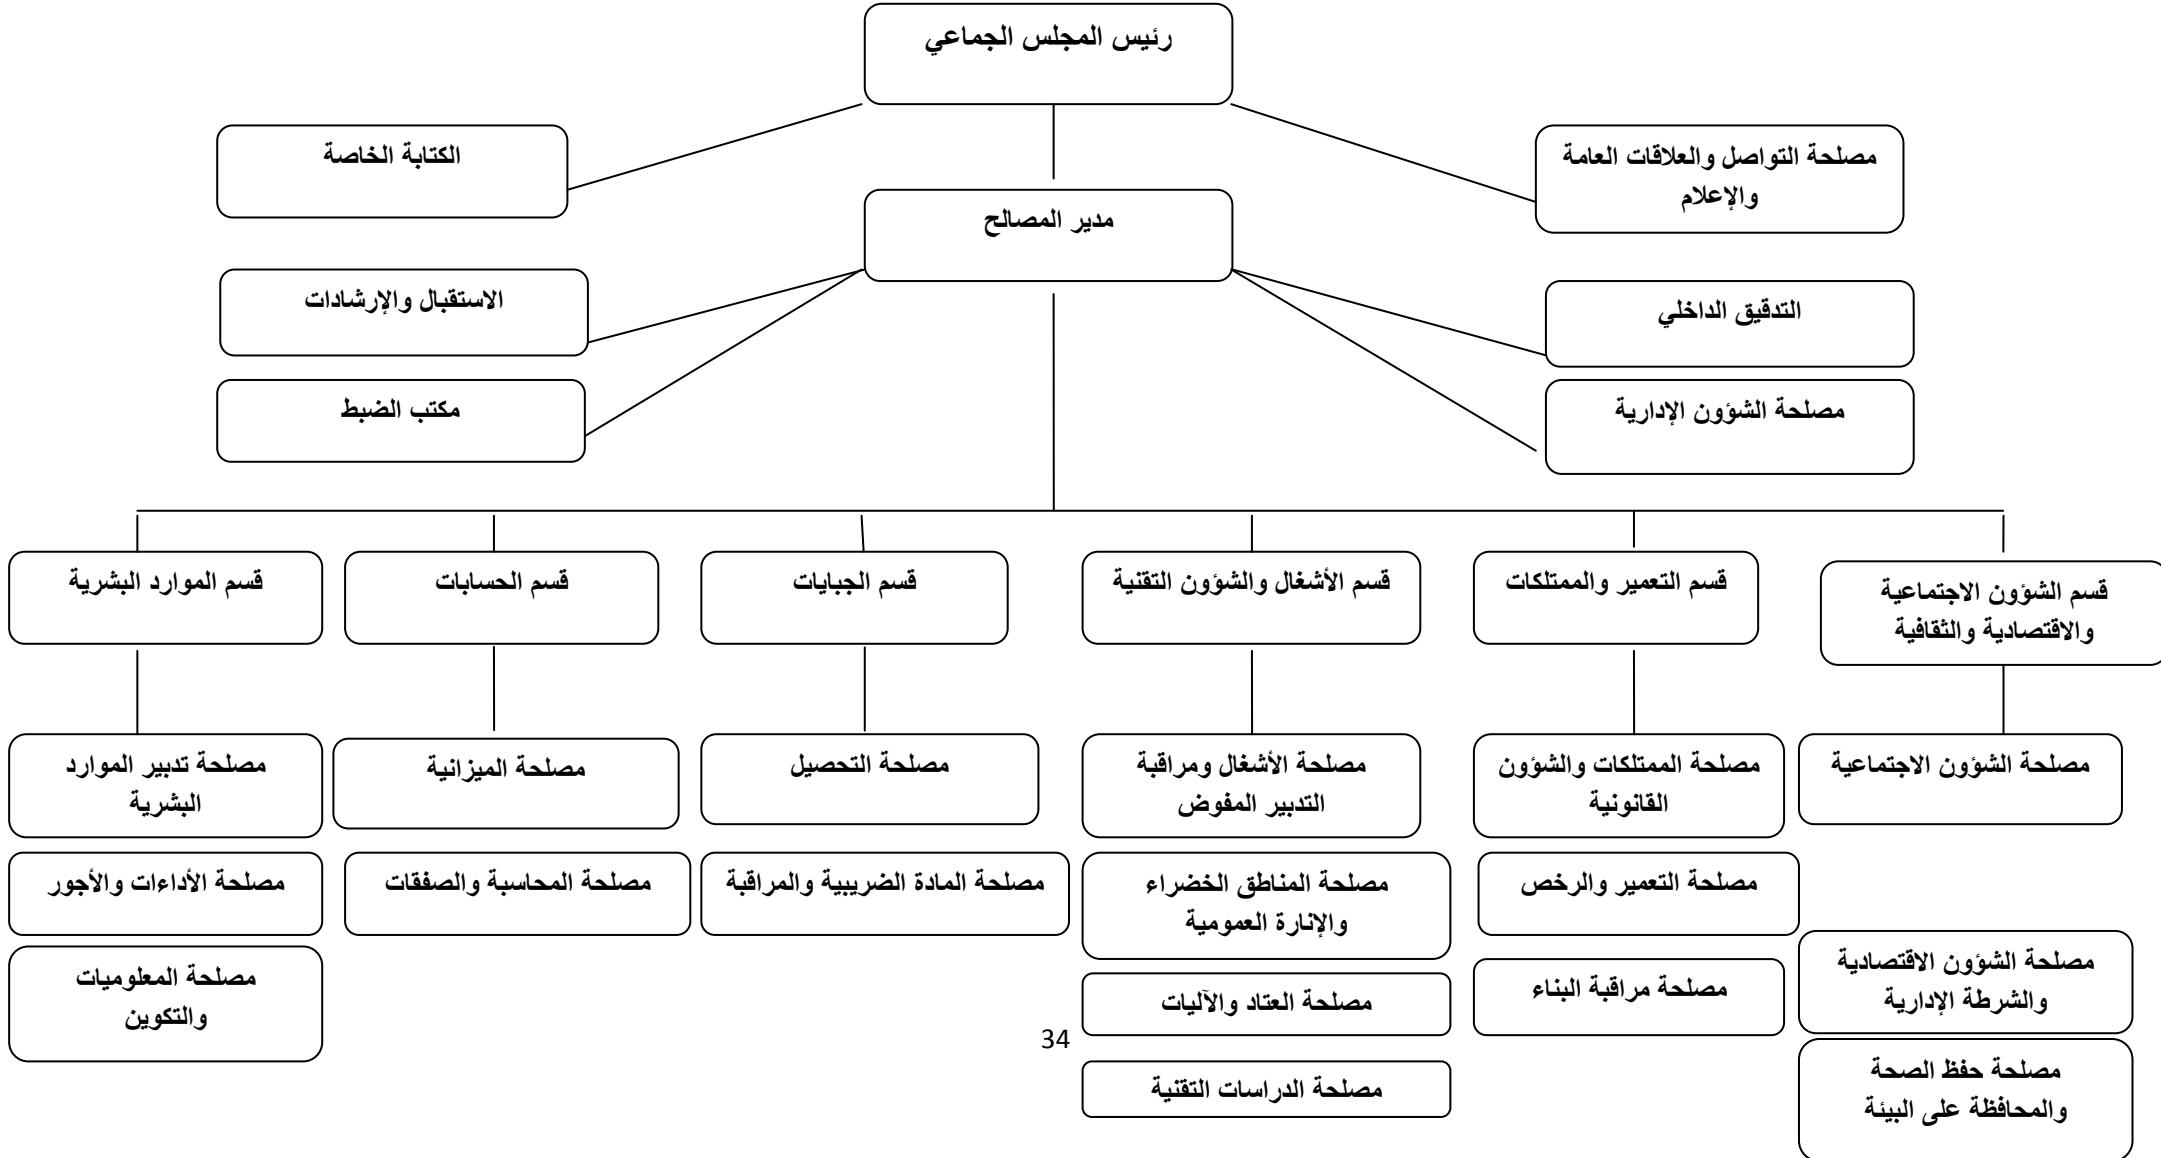 رئيس المجلس الجماعي
مصلحة التواصل والعلاقات العامة
والإعلام
الكتابة الخاصة
مدير المصالح
التدقيق الداخلي
الاستقبال والإرشادات
مصلحة الشؤون الإدارية
مكتب الضبط
قسم الشؤون الاجتماعية
والاقتصادية والثقافية
قسم التعمير والممتلكات
قسم الأشغال والشؤون التقنية
قسم الجبايات
قسم الحسابات
قسم الموارد البشرية
مصلحة الشؤون الاجتماعية
مصلحة الشؤون الاقتصادية
والشرطة الإدارية
مصلحة حفظ الصحة
والمحافظة على البيئة
مصلحة الممتلكات والشؤون
القانونية
مصلحة التعمير والرخص
مصلحة مراقبة البناء
مصلحة الأشغال ومراقبة
التدبير المفوض
مصلحة المناطق الخضراء
والإنارة العمومية
مصلحة العتاد والآليات
مصلحة الدراسات التقنية
مصلحة التحصيل
مصلحة المادة الضريبية والمراقبة
مصلحة الميزانية
مصلحة المحاسبة والصفقات
مصلحة تدبير الموارد
البشرية
مصلحة الأداءات والأجور
مصلحة المعلوميات
والتكوين
34